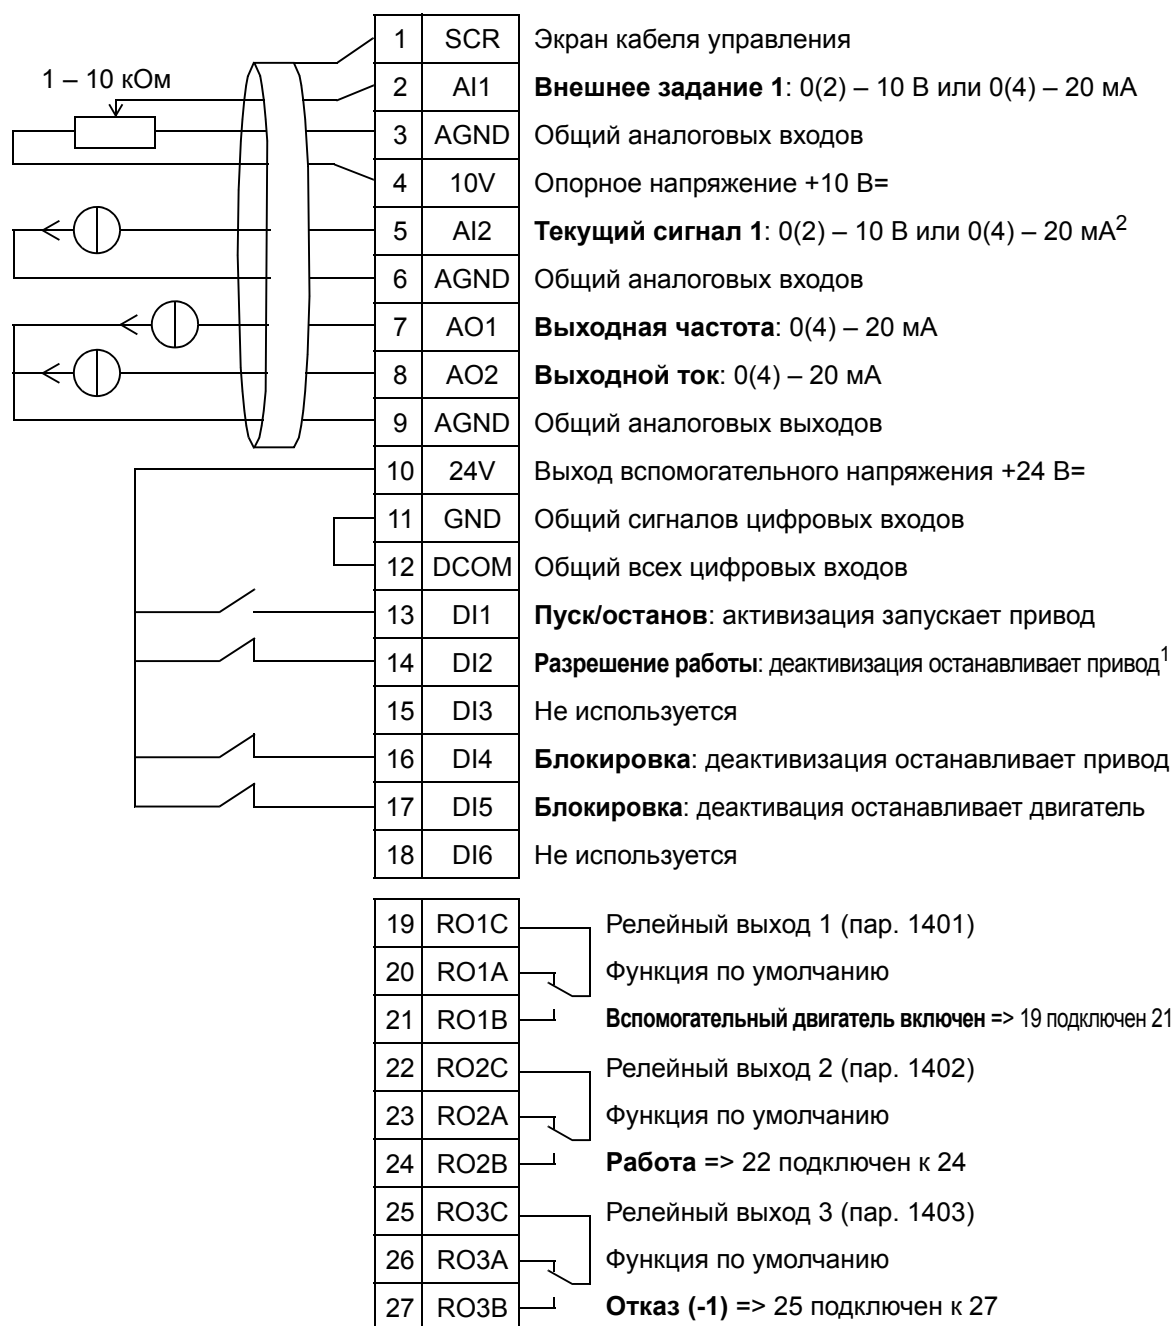 1 SCR Экран кабеля управления
1 – 10 кОм
2 AI1 Внешнее задание 1: 0(2) – 10 В или 0(4) – 20 мА
3 AGND Общий аналоговых входов
4 10V Опорное напряжение +10 В=
5 AI2 Текущий сигнал 1: 0(2) – 10 В или 0(4) – 20 мА2
6 AGND Общий аналоговых входов
7 AO1 Выходная частота: 0(4) – 20 мА
8 AO2 Выходной ток: 0(4) – 20 мА
9 AGND Общий аналоговых выходов
10 24V Выход вспомогательного напряжения +24 В=
11 GND Общий сигналов цифровых входов
12 DCOM Общий всех цифровых входов
13 DI1 Пуск/останов: активизация запускает привод
14 DI2 Разрешение работы: деактивизация останавливает привод1
15 DI3 Не используется
16 DI4 Блокировка: деактивизация останавливает привод
17 DI5 Блокировка: деактивация останавливает двигатель
18 DI6 Не используется
19 RO1C Релейный выход 1 (пар. 1401)
20 RO1A Функция по умолчанию
21 RO1B Вспомогательный двигатель включен => 19 подключен 21
22 RO2C Релейный выход 2 (пар. 1402)
23 RO2A Функция по умолчанию
24 RO2B Работа => 22 подключен к 24
25 RO3C Релейный выход 3 (пар. 1403)
26 RO3A Функция по умолчанию
27 RO3B Отказ (-1) => 25 подключен к 27